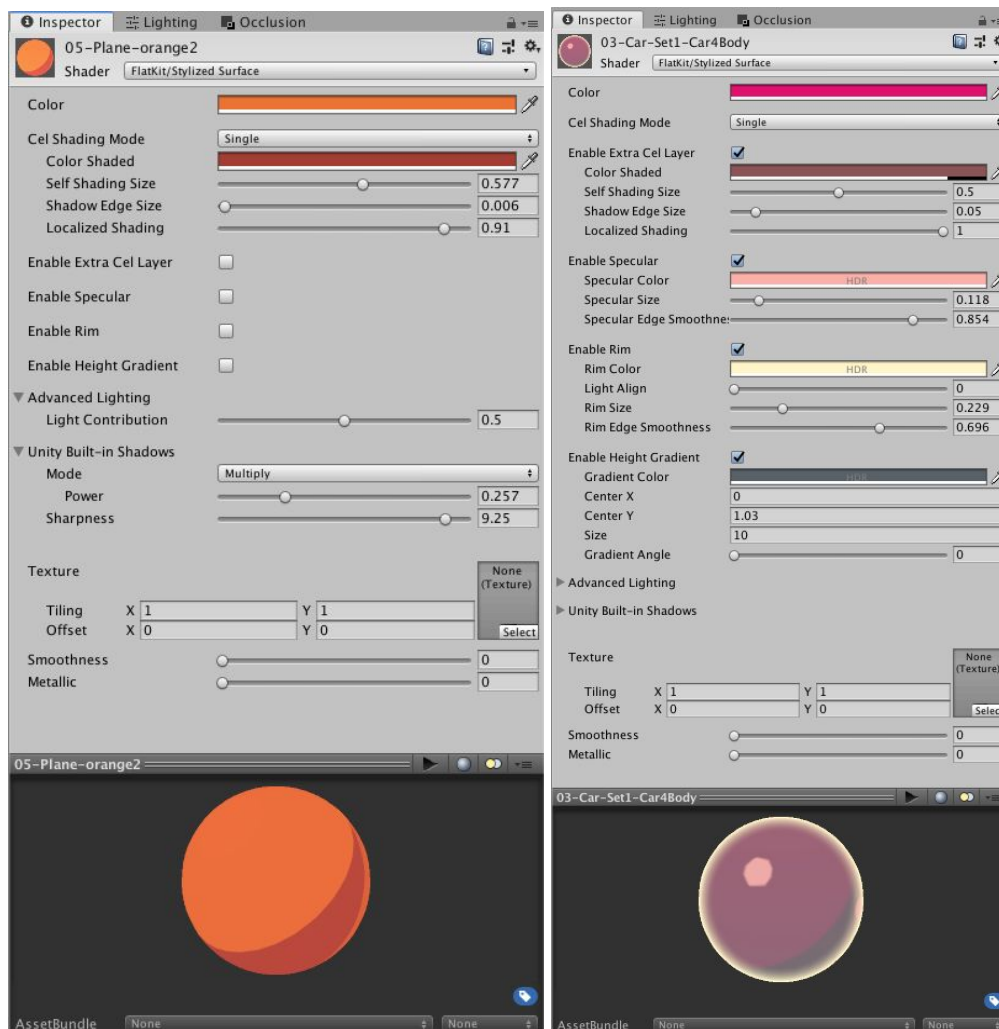 Inspector Lighting Occlusion
05-Plane-orange2
Shader FlatKit/Stylized Surface
Color
Cel Shading Mode Single
Color Shaded
Self Shading Size 0.577
Shadow Edge Size 0.006
Localized Shading 0.91
Enable Extra Cel Layer
Enable Specular
Enable Rim
Enable Height Gradient
Advanced Lighting
Light Contribution 0.5
Unity Built-in Shadows
Mode Multiply
Power 0.257
Sharpness 9.25
Texture None
(Texture)
Tiling X 1 Y 1
Offset X 0 Y 0 Select
Smoothness 0
Metallic 0
05-Plane-orange2
AssetBundle None None
Inspector Lighting Occlusion
03-Car-Set1-Car4Body
Shader FlatKit/Stylized Surface
Color
Cel Shading Mode Single
Enable Extra Cel Layer
Color Shaded
Self Shading Size 0.5
Shadow Edge Size 0.05
Localized Shading 1
Enable Specular
Specular Color HDR
Specular Size 0.118
Specular Edge Smoothne 0.854
Enable Rim
Rim Color HDR
Light Align 0
Rim Size 0.229
Rim Edge Smoothness 0.696
Enable Height Gradient
Gradient Color HDR
Center X 0
Center Y 1.03
Size 10
Gradient Angle 0
Advanced Lighting
Unity Built-in Shadows
Texture None
(Texture)
Tiling X 1 Y 1
Offset X 0 Y 0 Selec
Smoothness 0
Metallic 0
03-Car-Set1-Car4Body
AssetBundle None None